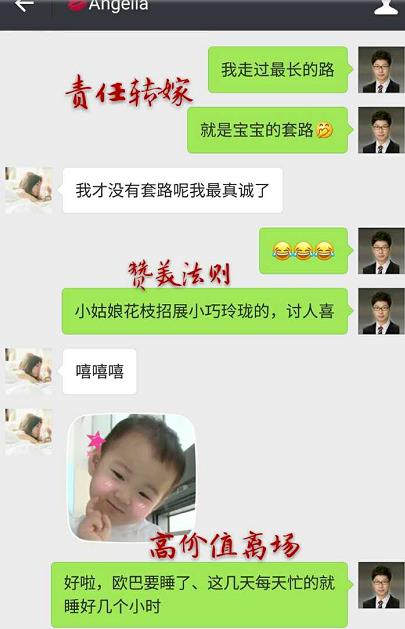 Angelia
我走过最长的路
责任转嫁
就是宝宝的套路🤭
我才没有套路呢我最真诚了
😂😂😂
赞美法则
小姑娘花枝招展小巧玲珑的，讨人喜
嘻嘻嘻
高价值离场
好啦，欧巴要睡了、这几天每天忙的就
睡好几个小时